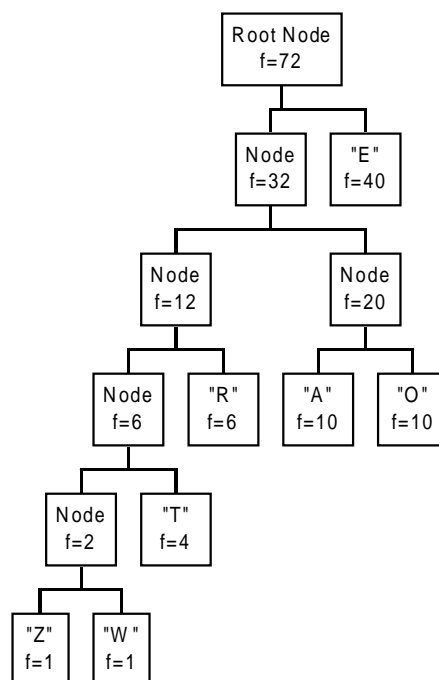 Root Node
f=72
Node
f=32
"E"
f=40
Node
f=12
Node
f=20
Node
f=6
"R"
f=6
"A"
f=10
"O"
f=10
Node
f=2
"T"
f=4
"Z"
f=1
"W"
f=1